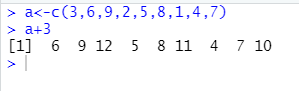 > a<-c(3,6,9,2,5,8,1,4,7)
> a+3
[1]  6  9 12  5  8 11  4  7 10
>